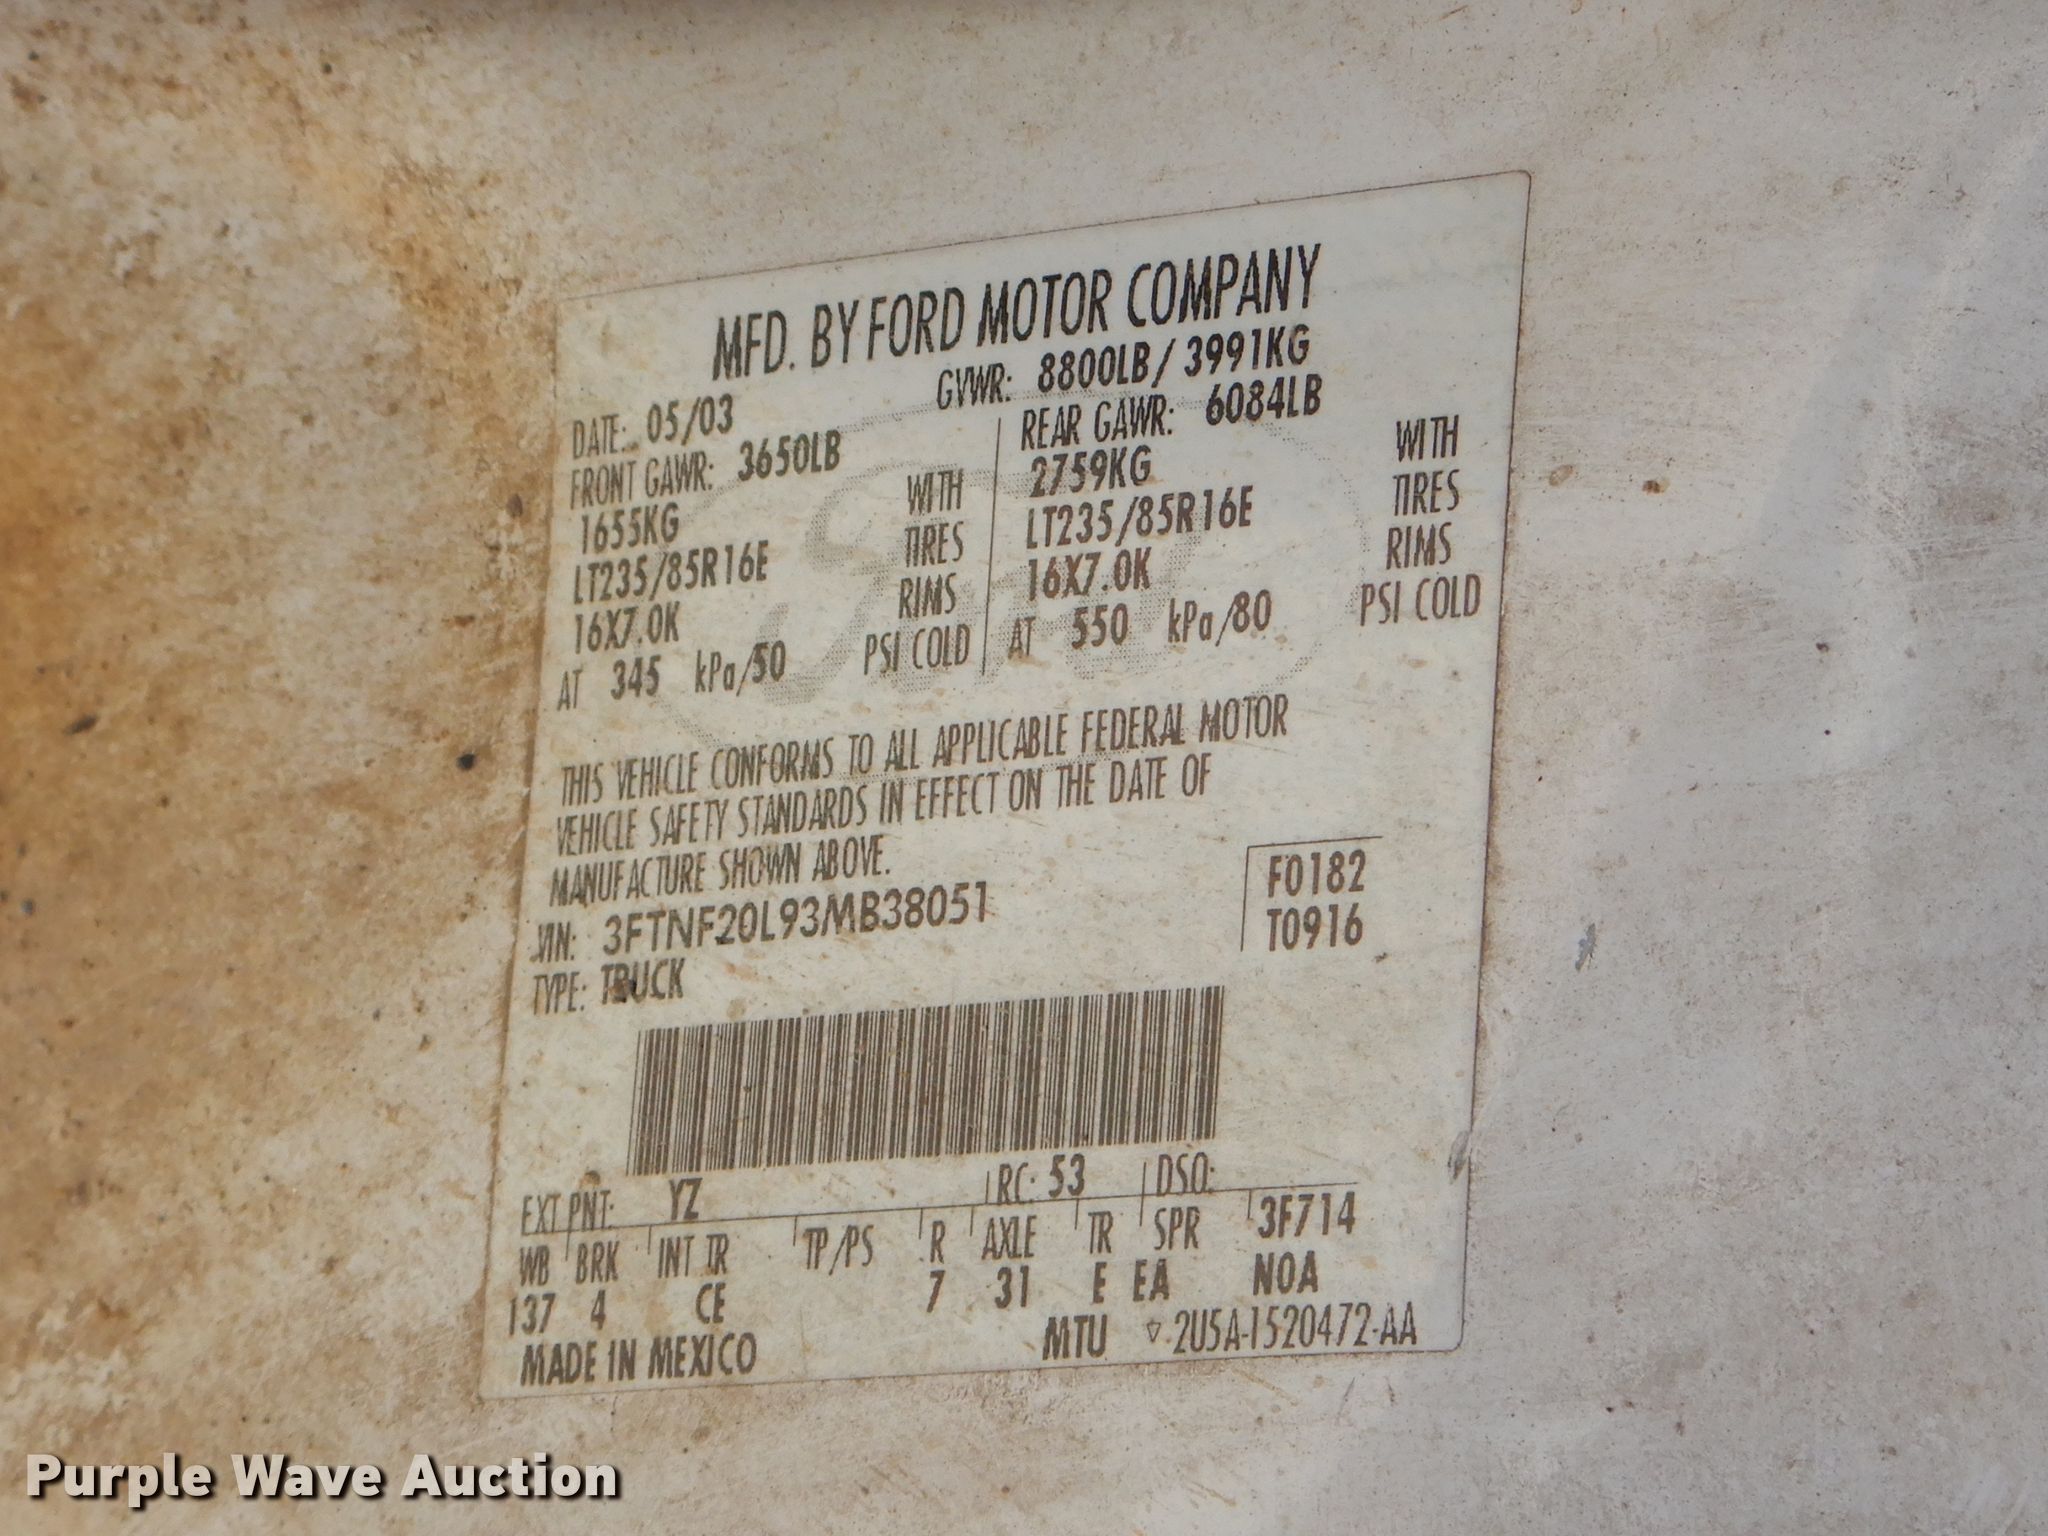 MFD. BY FORD MOTOR COMPANY
DATE: 05/03 GVWR: 8800LB / 3991KG
FRONT GAWR: 3650LB REAR GAWR: 6084LB
1655KG WITH 2759KG WITH
LT235/85R16E TIRES LT235/85R16E TIRES
16X7.0K RIMS 16X7.0K RIMS
AT 345 kPa/50 PSI COLD AT 550 kPa/80 PSI COLD
THIS VEHICLE CONFORMS TO ALL APPLICABLE FEDERAL MOTOR
VEHICLE SAFETY STANDARDS IN EFFECT ON THE DATE OF
MANUFACTURE SHOWN ABOVE.
VIN: 3FTNF20L93MB38051 F0182
TYPE: TRUCK T0916
EXT PNT: YZ RC: 53 DSO:
WB BRK INT TR TP/PS R AXLE TR SPR 3F714
137 4 CE 7 31 E EA NOA
MADE IN MEXICO MTU ▽ 2U5A-1520472-AA
Purple Wave Auction